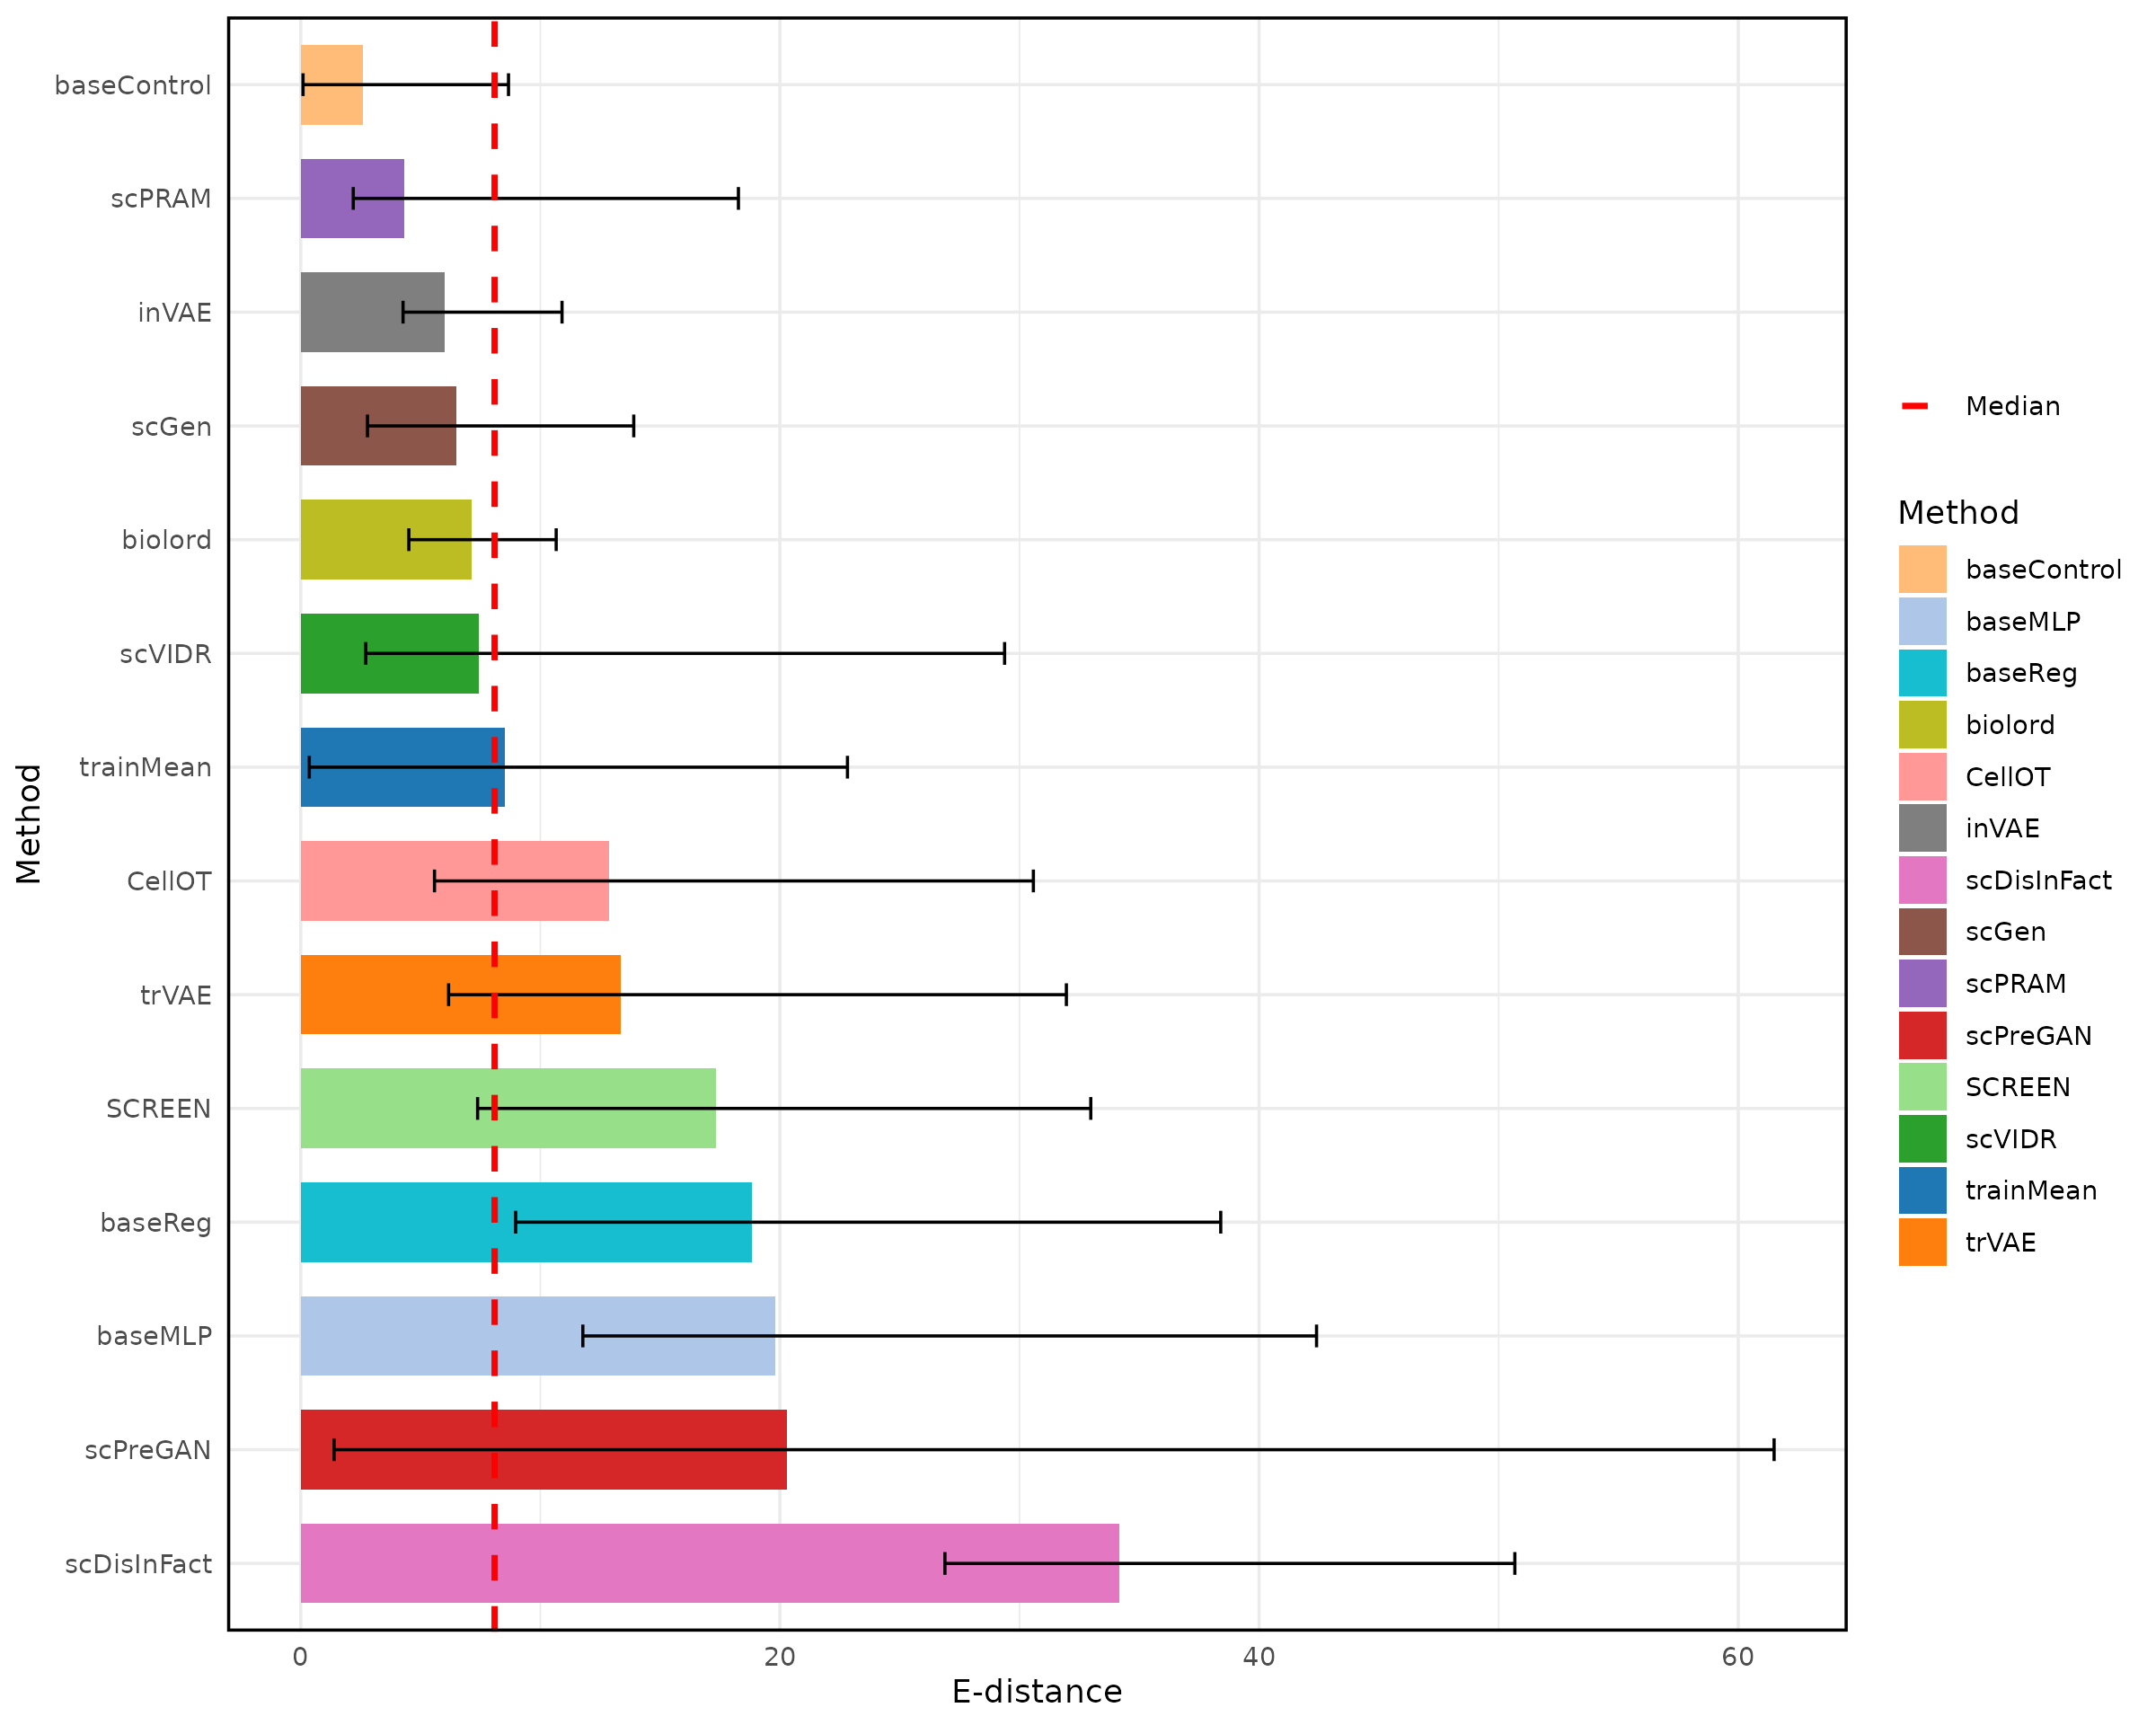 Method
baseControl
scPRAM
inVAE
scGen
biolord
scVIDR
trainMean
CellOT
trVAE
SCREEN
baseReg
baseMLP
scPreGAN
scDisInFact
0 20 40 60
E-distance
Median
Method
baseControl
baseMLP
baseReg
biolord
CellOT
inVAE
scDisInFact
scGen
scPRAM
scPreGAN
SCREEN
scVIDR
trainMean
trVAE